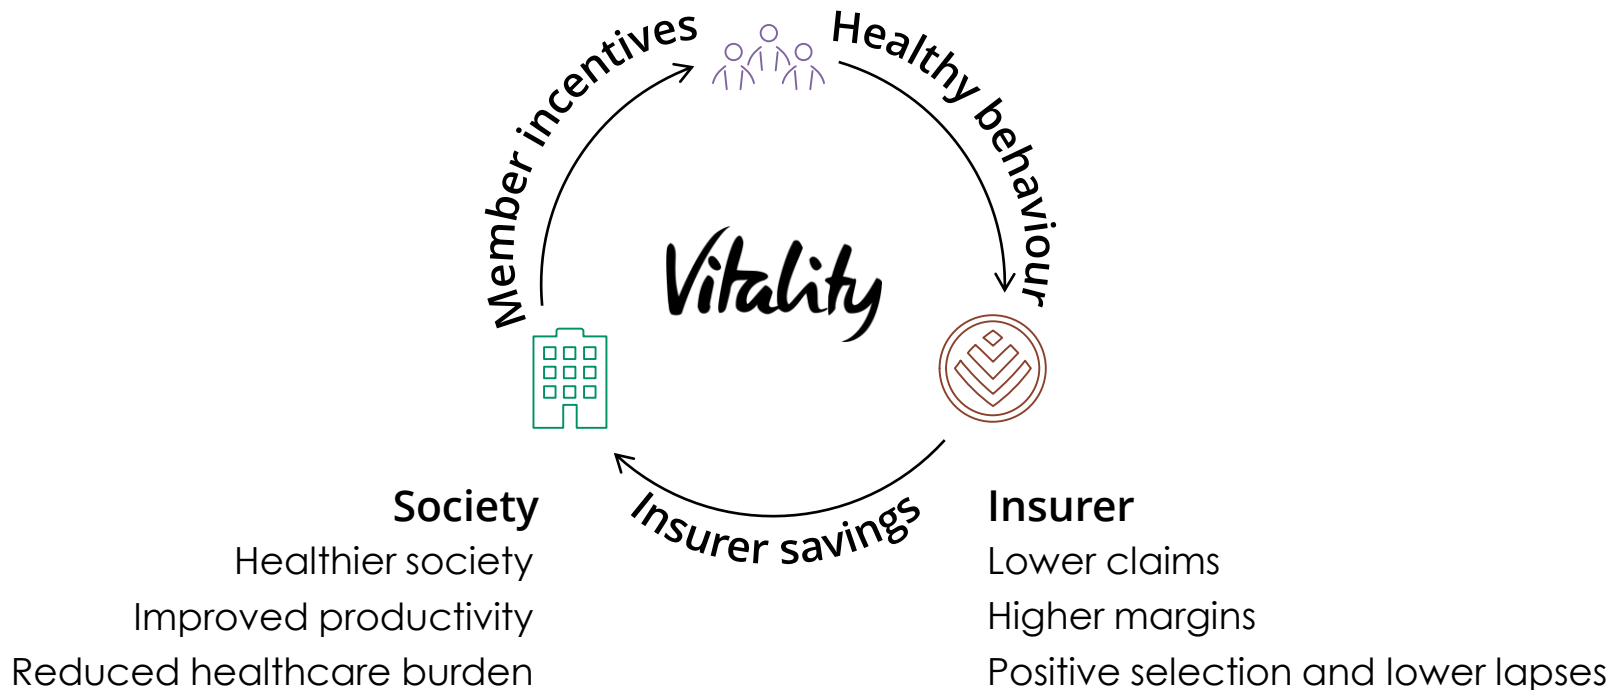 Member incentives
Healthy behaviour
Vitality
Insurer savings
Society
Healthier society
Improved productivity
Reduced healthcare burden
Insurer
Lower claims
Higher margins
Positive selection and lower lapses